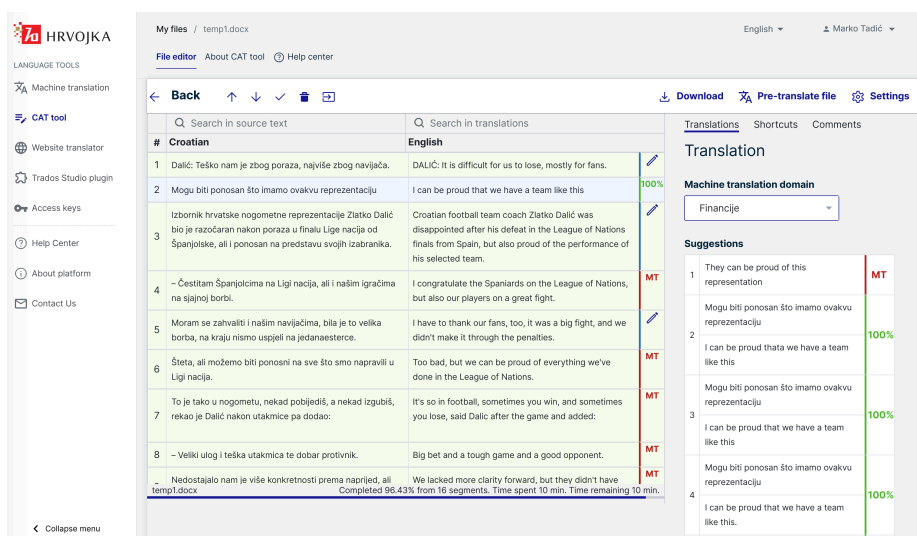 HRVOJKA
My files / temp1.docx
English
Marko Tadić
LANGUAGE TOOLS
Machine translation
CAT tool
Website translator
Trados Studio plugin
Access keys
Help Center
About platform
Contact Us
Collapse menu
File editor About CAT tool Help center
Back
Download Pre-translate file Settings
Search in source text Search in translations
# Croatian English
1 Dalić: Teško nam je zbog poraza, najviše zbog navijača. DALIĆ: It is difficult for us to lose, mostly for fans.
2 Mogu biti ponosan što imamo ovakvu reprezentaciju I can be proud that we have a team like this 100%
3
Izbornik hrvatske nogometne reprezentacije Zlatko Dalić
bio je razočaran nakon poraza u finalu Lige nacija od
Španjolske, ali i ponosan na predstavu svojih izabranika.
Croatian football team coach Zlatko Dalić was
disappointed after his defeat in the League of Nations
finals from Spain, but also proud of the performance of
his selected team.
4
– Čestitam Španjolcima na Ligi nacija, ali i našim igračima
na sjajnoj borbi.
I congratulate the Spaniards on the League of Nations,
but also our players on a great fight.
MT
5
Moram se zahvaliti i našim navijačima, bila je to velika
borba, na kraju nismo uspjeli na jedanaesterce.
I have to thank our fans, too, it was a big fight, and we
didn't make it through the penalties.
6
Šteta, ali možemo biti ponosni na sve što smo napravili u
Ligi nacija.
Too bad, but we can be proud of everything we've
done in the League of Nations.
MT
7
To je tako u nogometu, nekad pobijediš, a nekad izgubiš,
rekao je Dalić nakon utakmice pa dodao:
It's so in football, sometimes you win, and sometimes
you lose, said Dalic after the game and added:
MT
8 – Veliki ulog i teška utakmica te dobar protivnik. Big bet and a tough game and a good opponent. MT
Nedostajalo nam je više konkretnosti prema naprijed, ali We lacked more clarity forward, but they didn't have MT
temp1.docx Completed 96.43% from 16 segments. Time spent 10 min. Time remaining 10 min.
Translations Shortcuts Comments
Translation
Machine translation domain
Financije
Suggestions
1
They can be proud of this
representation
MT
2
Mogu biti ponosan što imamo ovakvu
reprezentaciju
I can be proud thata we have a team
like this
100%
3
Mogu biti ponosan što imamo ovakvu
reprezentaciju
I can be proud that we have a team
like this
100%
4
Mogu biti ponosan što imamo ovakvu
reprezentaciju
I can be proud that we have a team
like this.
100%